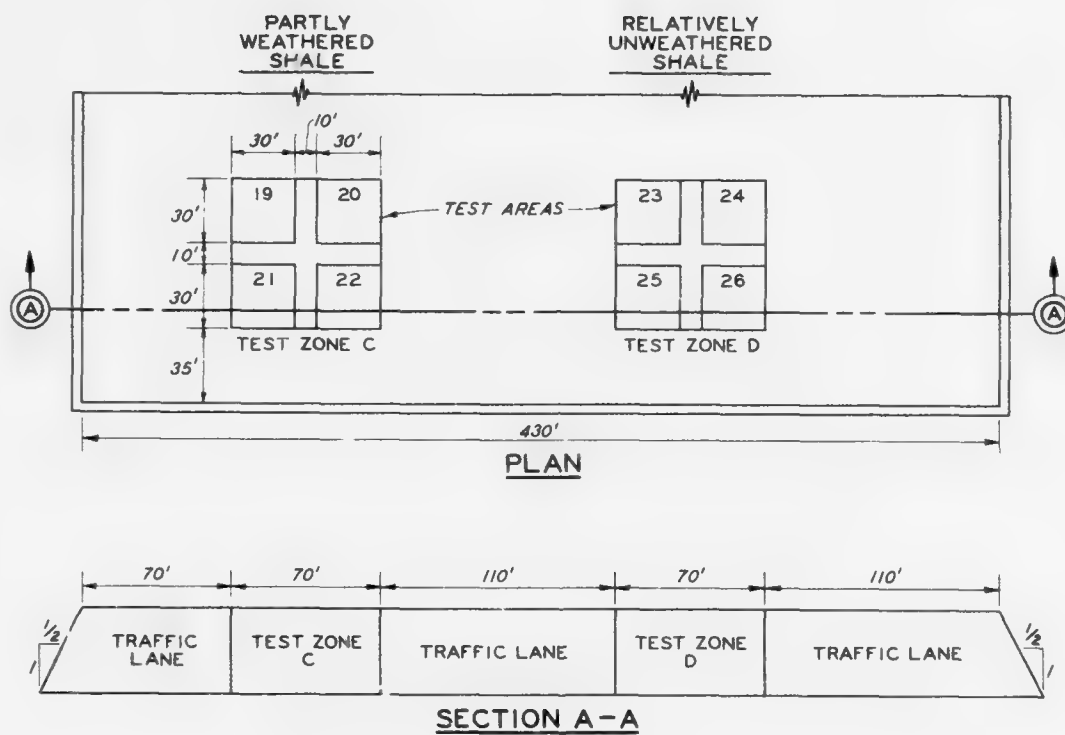 PARTLY
WEATHERED
SHALE
RELATIVELY
UNWEATHERED
SHALE
10'
30' 30'
19 20
23 24
TEST AREAS
30'
10'
30'
35'
21 22
25 26
A A
TEST ZONE C
TEST ZONE D
430'
PLAN
70' 70' 110' 70' 110'
1/2
1
TRAFFIC
LANE
TEST ZONE
C
TRAFFIC LANE
TEST ZONE
D
TRAFFIC LANE
1/2
1
SECTION A-A